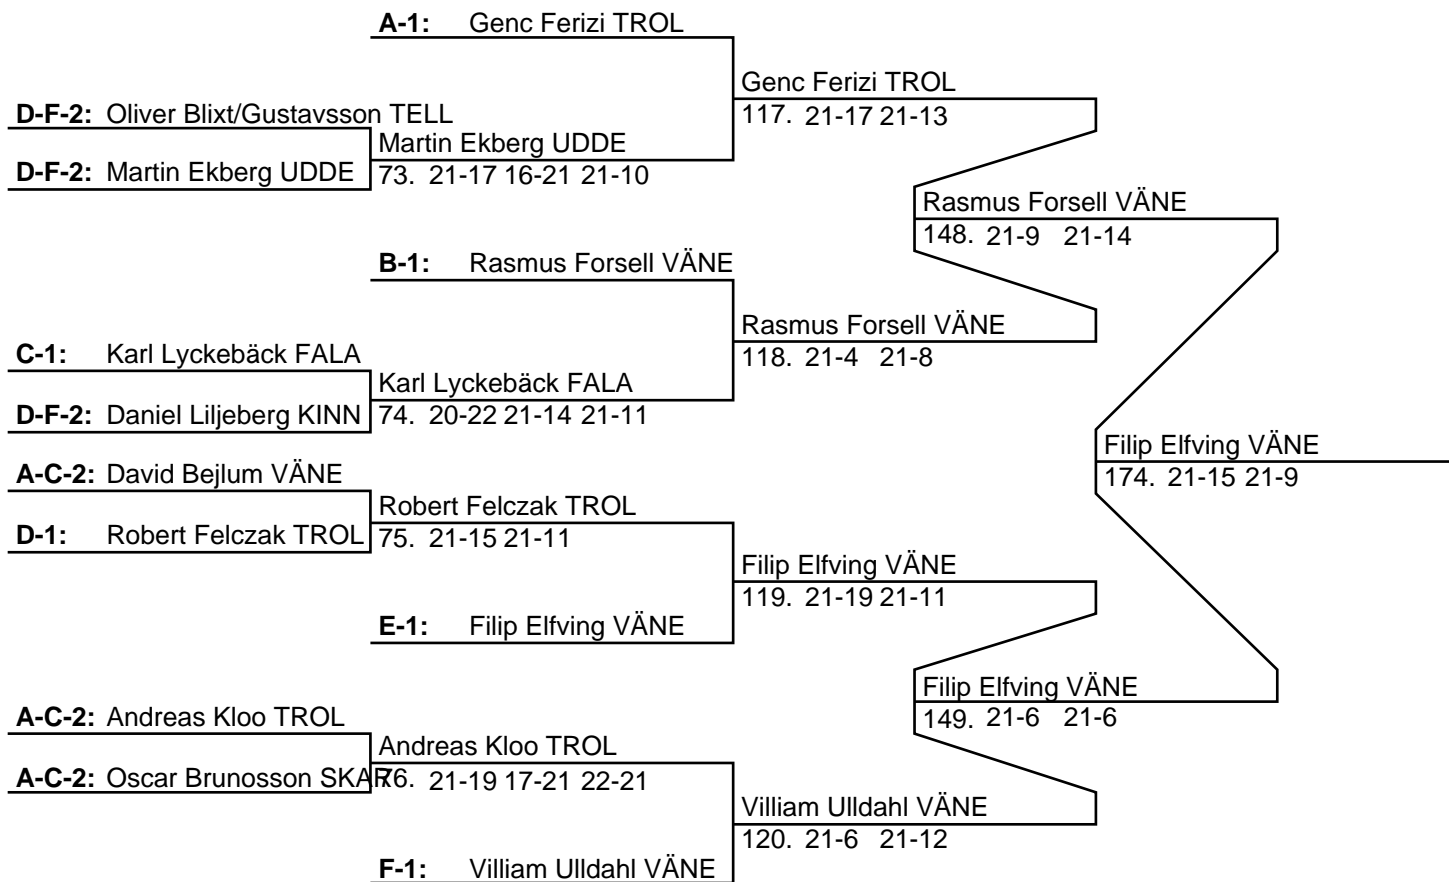 A-1: Genc Ferizi TROL
Genc Ferizi TROL
D-F-2: Oliver Blixt/Gustavsson TELL
117. 21-17 21-13
Martin Ekberg UDDE
D-F-2: Martin Ekberg UDDE
73. 21-17 16-21 21-10
Rasmus Forsell VÄNE
148. 21-9 21-14
B-1: Rasmus Forsell VÄNE
Rasmus Forsell VÄNE
118. 21-4 21-8
C-1: Karl Lyckebäck FALA
Karl Lyckebäck FALA
D-F-2: Daniel Liljeberg KINN
74. 20-22 21-14 21-11
Filip Elfving VÄNE
174. 21-15 21-9
A-C-2: David Bejlum VÄNE
Robert Felczak TROL
D-1: Robert Felczak TROL
75. 21-15 21-11
Filip Elfving VÄNE
119. 21-19 21-11
E-1: Filip Elfving VÄNE
Filip Elfving VÄNE
149. 21-6 21-6
A-C-2: Andreas Kloo TROL
Andreas Kloo TROL
A-C-2: Oscar Brunosson SKAR
76. 21-19 17-21 22-21
Villiam Ulldahl VÄNE
120. 21-6 21-12
F-1: Villiam Ulldahl VÄNE